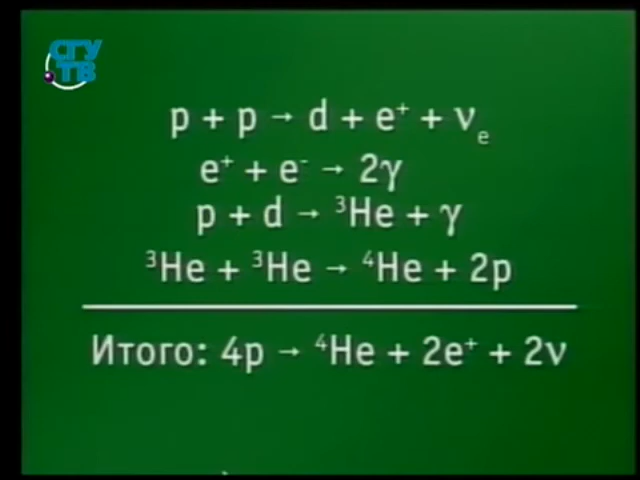 СГУ
ТВ
p + p → d + e⁺ + νₑ
e⁺ + e⁻ → 2γ
p + d → ³He + γ
³He + ³He → ⁴He + 2p
Итого: 4p → ⁴He + 2e⁺ + 2ν